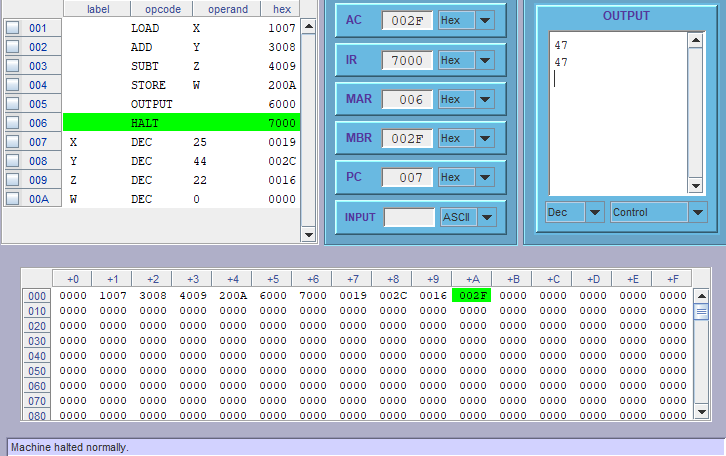 label opcode operand hex
001 LOAD X 1007
002 ADD Y 3008
003 SUBT Z 4009
004 STORE W 200A
005 OUTPUT 6000
006 HALT 7000
007 X DEC 25 0019
008 Y DEC 44 002C
009 Z DEC 22 0016
00A W DEC 0 0000
AC 002F Hex
IR 7000 Hex
MAR 006 Hex
MBR 002F Hex
PC 007 Hex
INPUT ASCII
OUTPUT
47
47
Dec Control
+0 +1 +2 +3 +4 +5 +6 +7 +8 +9 +A +B +C +D +E +F
000 0000 1007 3008 4009 200A 6000 7000 0019 002C 0016 002F 0000 0000 0000 0000 0000
010 0000 0000 0000 0000 0000 0000 0000 0000 0000 0000 0000 0000 0000 0000 0000 0000
020 0000 0000 0000 0000 0000 0000 0000 0000 0000 0000 0000 0000 0000 0000 0000 0000
030 0000 0000 0000 0000 0000 0000 0000 0000 0000 0000 0000 0000 0000 0000 0000 0000
040 0000 0000 0000 0000 0000 0000 0000 0000 0000 0000 0000 0000 0000 0000 0000 0000
050 0000 0000 0000 0000 0000 0000 0000 0000 0000 0000 0000 0000 0000 0000 0000 0000
060 0000 0000 0000 0000 0000 0000 0000 0000 0000 0000 0000 0000 0000 0000 0000 0000
070 0000 0000 0000 0000 0000 0000 0000 0000 0000 0000 0000 0000 0000 0000 0000 0000
080 0000 0000 0000 0000 0000 0000 0000 0000 0000 0000 0000 0000 0000 0000 0000 0000
Machine halted normally.